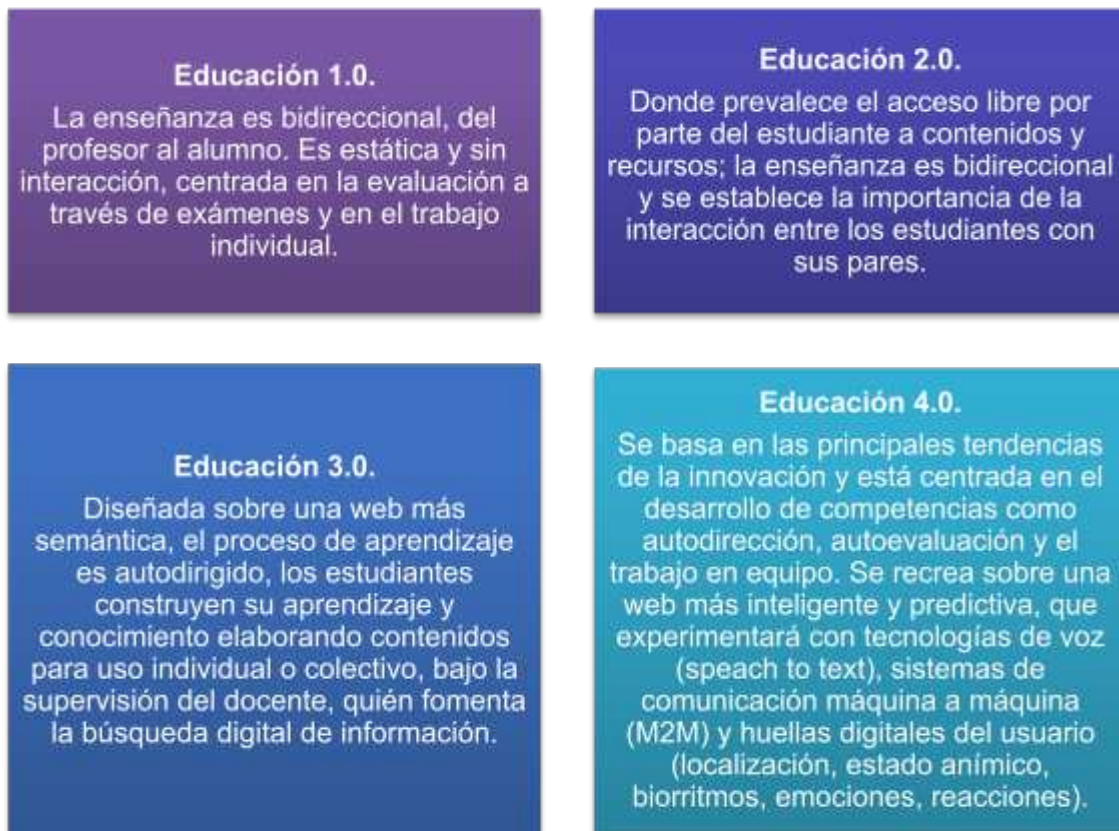 Educación 1.0.
La enseñanza es bidireccional, del
profesor al alumno. Es estática y sin
interacción, centrada en la evaluación a
través de exámenes y en el trabajo
individual.
Educación 2.0.
Donde prevalece el acceso libre por
parte del estudiante a contenidos y
recursos; la enseñanza es bidireccional
y se establece la importancia de la
interacción entre los estudiantes con
sus pares.
Educación 3.0.
Diseñada sobre una web más
semántica, el proceso de aprendizaje
es autodirigido, los estudiantes
construyen su aprendizaje y
conocimiento elaborando contenidos
para uso individual o colectivo, bajo la
supervisión del docente, quién fomenta
la búsqueda digital de información.
Educación 4.0.
Se basa en las principales tendencias
de la innovación y está centrada en el
desarrollo de competencias como
autodirección, autoevaluación y el
trabajo en equipo. Se recrea sobre una
web más inteligente y predictiva, que
experimentará con tecnologías de voz
(speach to text), sistemas de
comunicación máquina a máquina
(M2M) y huellas digitales del usuario
(localización, estado anímico,
biorritmos, emociones, reacciones).